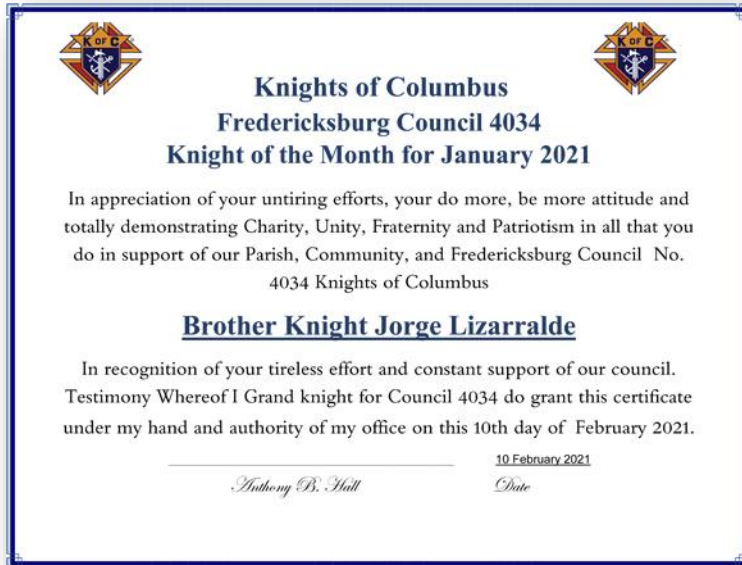 K OF C
K OF C
Knights of Columbus
Fredericksburg Council 4034
Knight of the Month for January 2021
In appreciation of your untiring efforts, your do more, be more attitude and
totally demonstrating Charity, Unity, Fraternity and Patriotism in all that you
do in support of our Parish, Community, and Fredericksburg Council No.
4034 Knights of Columbus
Brother Knight Jorge Lizarralde
In recognition of your tireless effort and constant support of our council.
Testimony Whereof I Grand knight for Council 4034 do grant this certificate
under my hand and authority of my office on this 10th day of February 2021.
10 February 2021
Anthony B. Hall Date